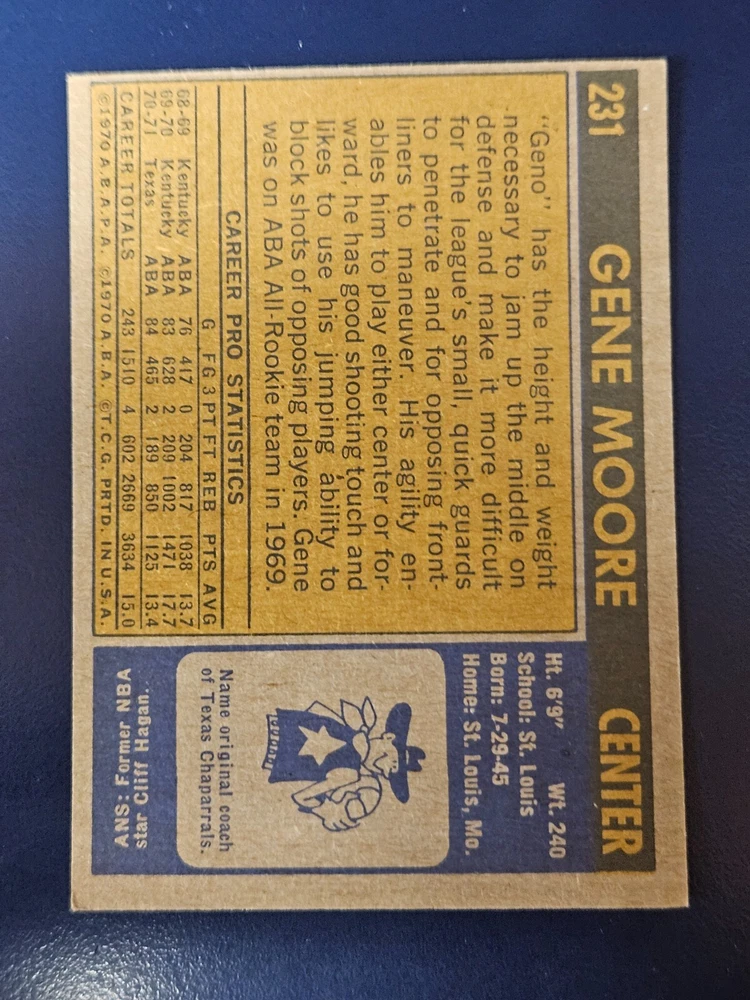 231 GENE MOORE CENTER
"Geno" has the height and weight
necessary to jam up the middle on
defense and make it more difficult
for the league's small, quick guards
to penetrate and for opposing front-
liners to maneuver. His agility en-
ables him to play either center or for-
ward, he has good shooting touch and
likes to use his jumping ability to
block shots of opposing players. Gene
was on ABA All-Rookie team in 1969.
CAREER PRO STATISTICS
G FG 3PT FT REB PTS AVG
68-69 Kentucky ABA 76 417 0 204 817 1038 13.7
69-70 Kentucky ABA 83 628 2 209 1002 1471 17.7
70-71 Texas ABA 84 465 2 189 850 1125 13.4
CAREER TOTALS 243 1510 4 602 2669 3634 15.0
©1970 A.B.A.P.A. ©1970 A.B.A. ©T.C.G. PRTD. IN U.S.A.
Ht. 6'9" Wt. 240
School: St. Louis
Born: 7-29-45
Home: St. Louis, Mo.
Name original coach
of Texas Chaparrals.
ANS: Former NBA
star Cliff Hagan.